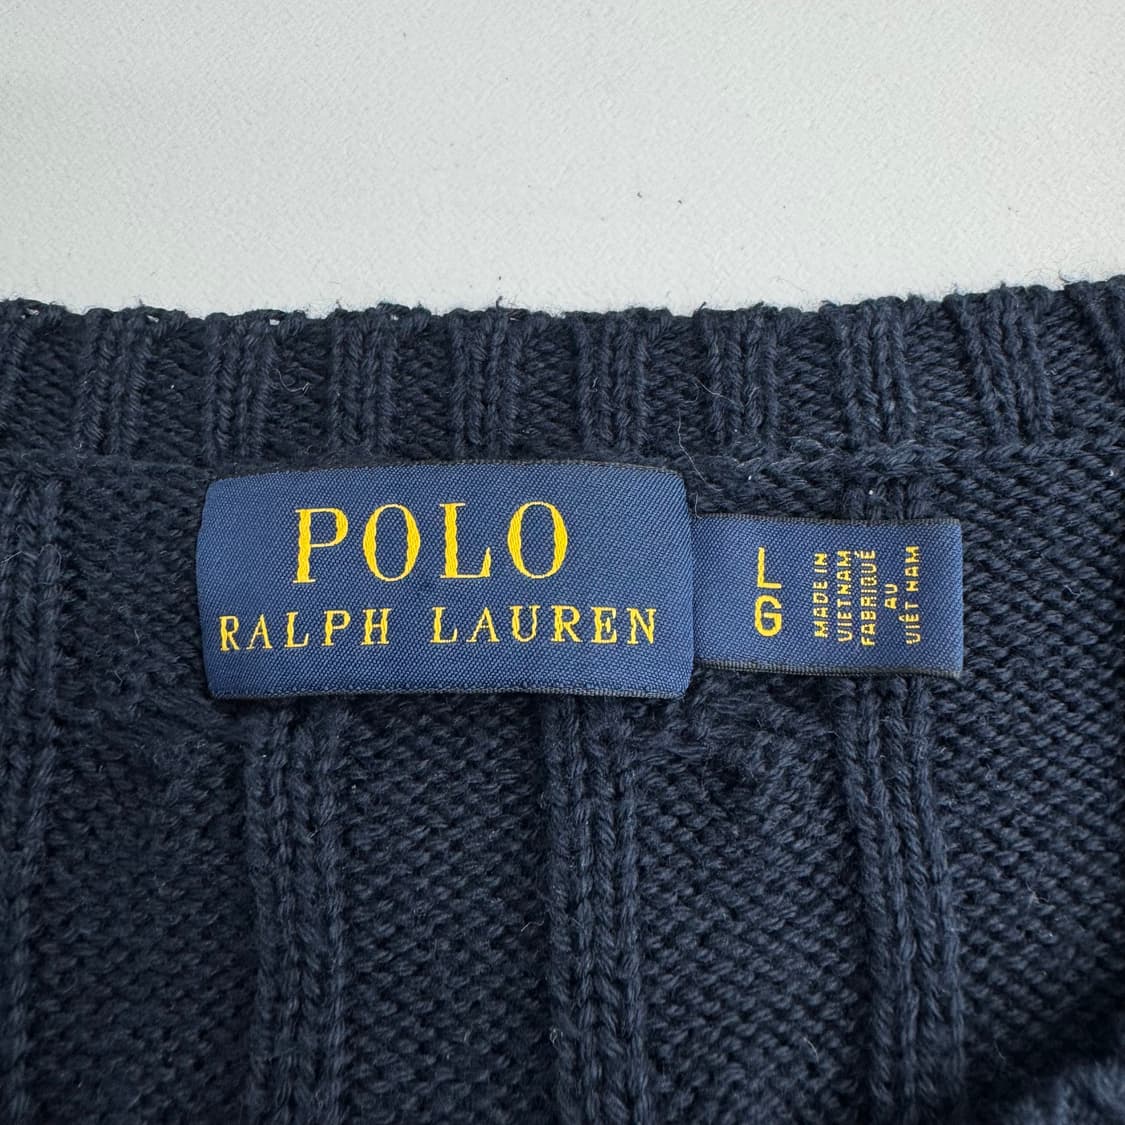 POLO
RALPH LAUREN
L
G
MADE IN
VIETNAM
FABRIQUÉ
AU
VIÊT NAM